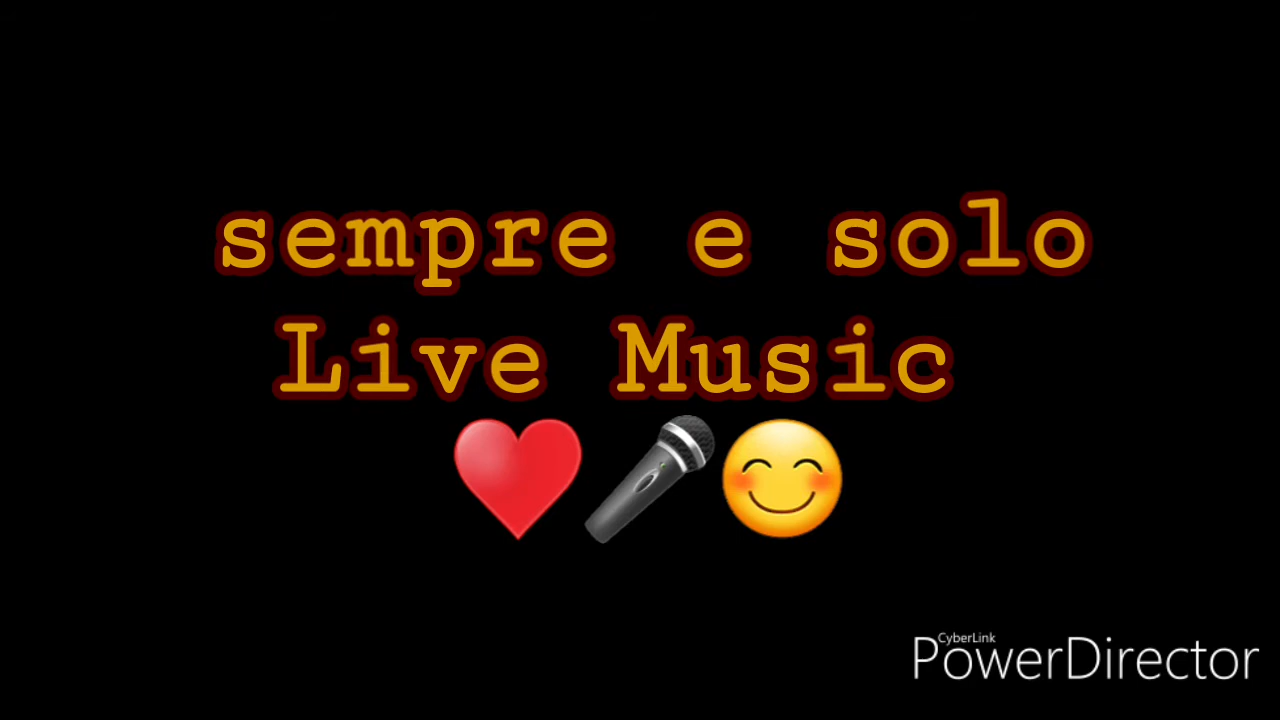 sempre e solo
Live Music
♥️🎤😊
CyberLink
PowerDirector